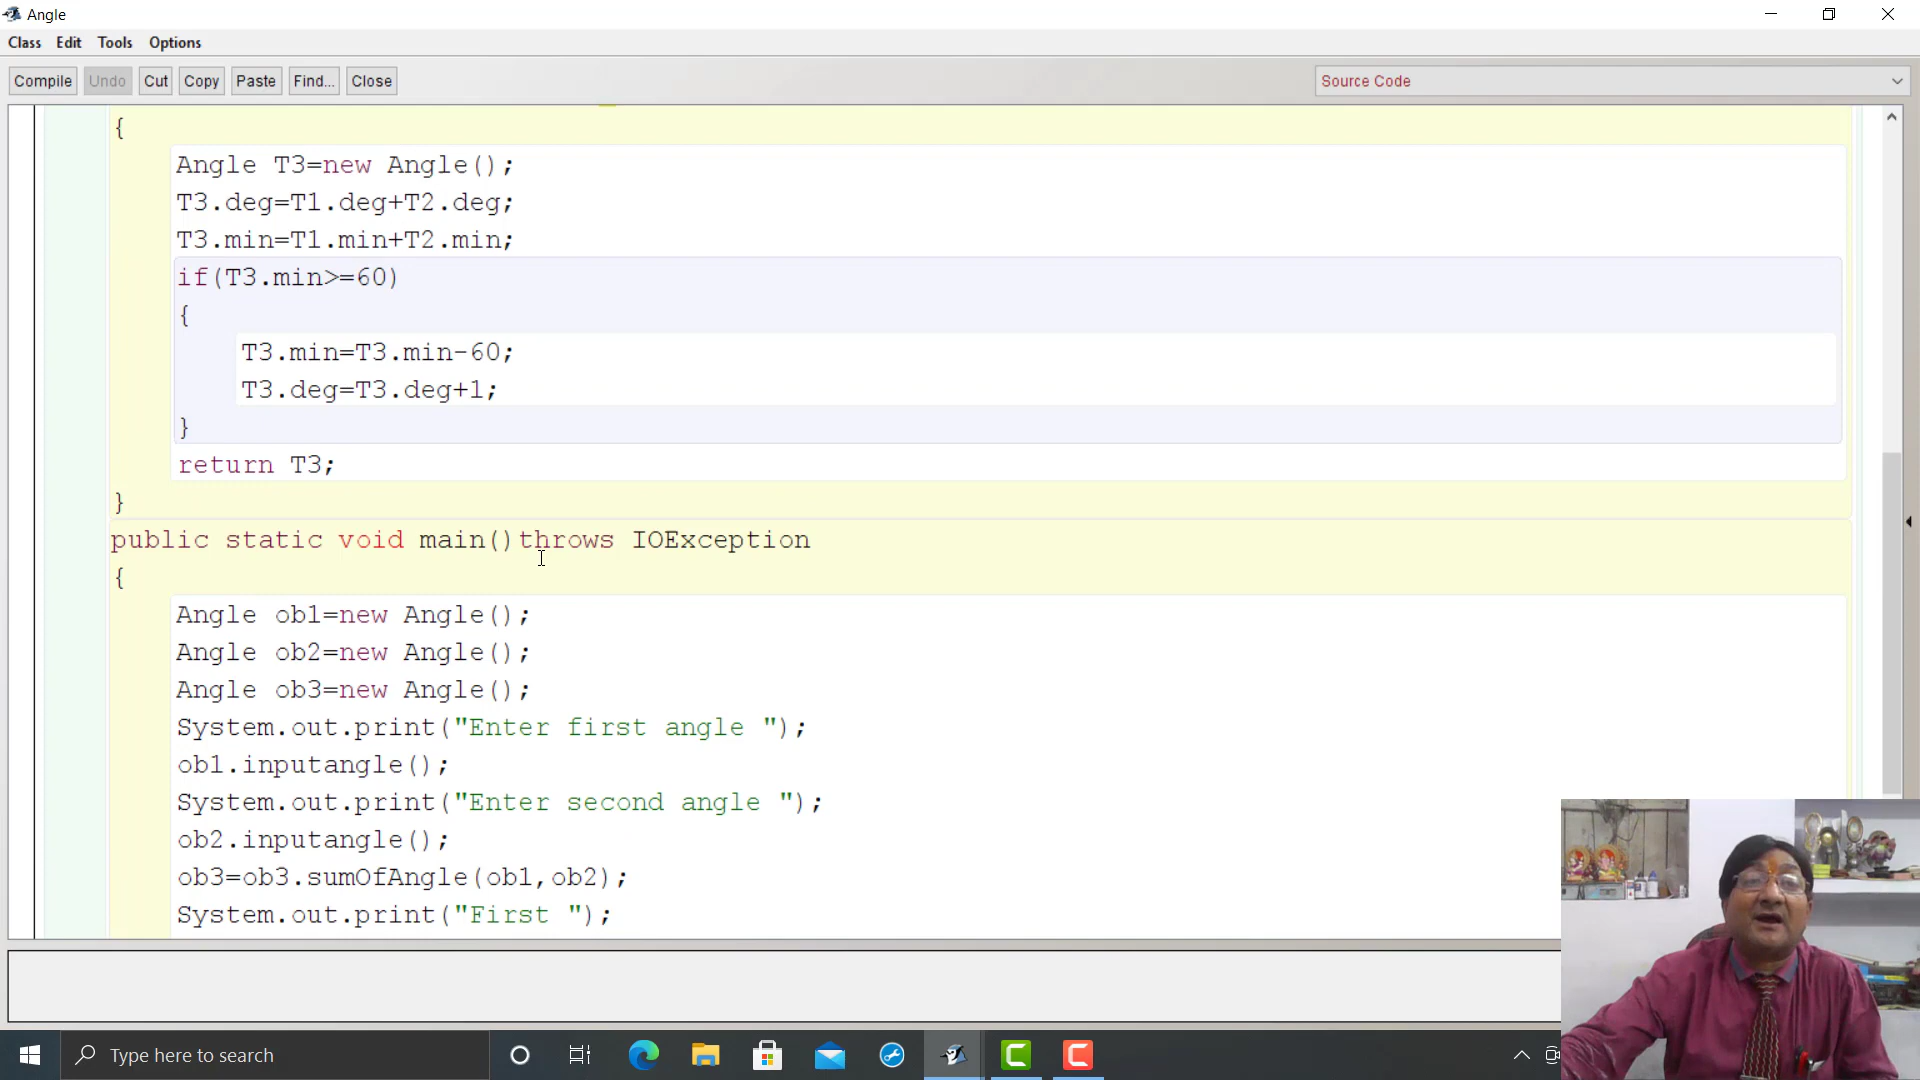 Angle
Class Edit Tools Options
Compile Undo Cut Copy Paste Find... Close Source Code
{
Angle T3=new Angle();
T3.deg=T1.deg+T2.deg;
T3.min=T1.min+T2.min;
if(T3.min>=60)
{
T3.min=T3.min-60;
T3.deg=T3.deg+1;
}
return T3;
}
public static void main()throws IOException
{
Angle ob1=new Angle();
Angle ob2=new Angle();
Angle ob3=new Angle();
System.out.print("Enter first angle ");
ob1.inputangle();
System.out.print("Enter second angle ");
ob2.inputangle();
ob3=ob3.sumOfAngle(ob1,ob2);
System.out.print("First ");
Type here to search